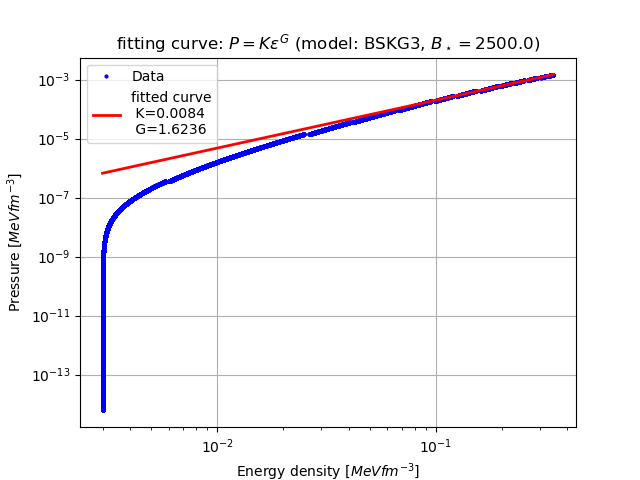 fitting curve: P = Kε^G (model: BSKG3, B⋆ = 2500.0)
Data
fitted curve
K=0.0084
G=1.6236
10^−3
10^−5
10^−7
10^−9
10^−11
10^−13
Pressure [MeVfm^−3]
10^−2
10^−1
Energy density [MeVfm^−3]